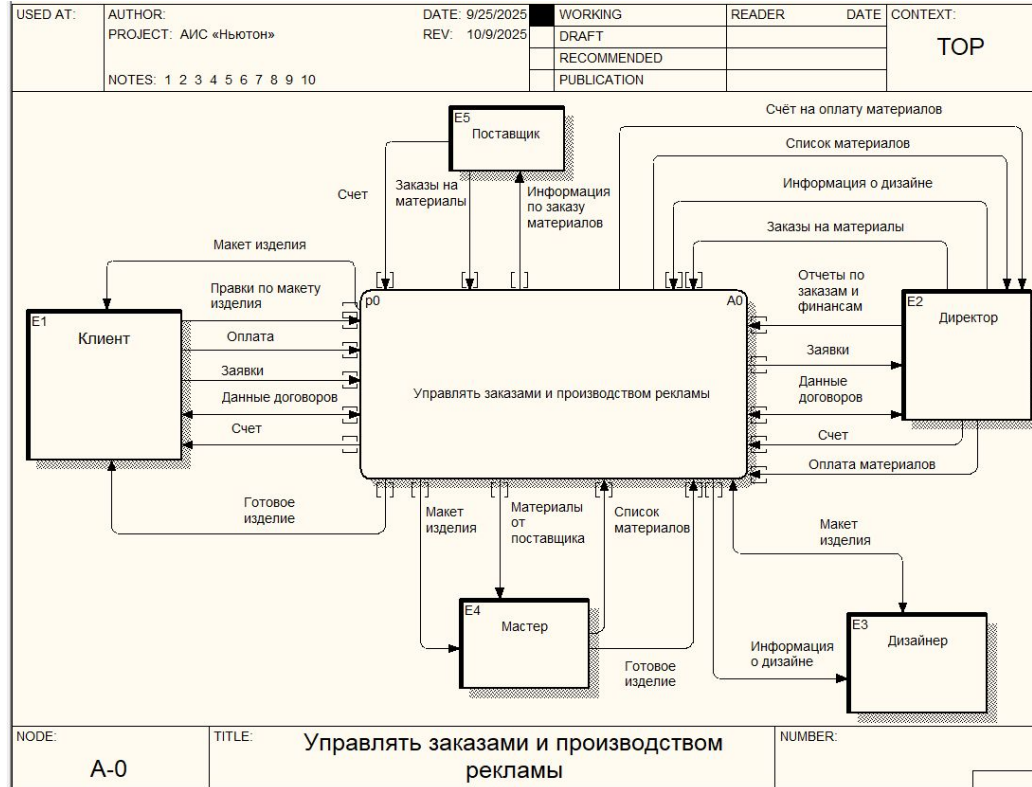 USED AT:
AUTHOR:
DATE: 9/25/2025
WORKING
READER
DATE
CONTEXT:
PROJECT: АИС «Ньютон»
REV: 10/9/2025
DRAFT
TOP
RECOMMENDED
NOTES: 1 2 3 4 5 6 7 8 9 10
PUBLICATION
E5
Поставщик
Счет
Заказы на
материалы
Информация
по заказу
материалов
Счёт на оплату материалов
Список материалов
Информация о дизайне
Заказы на материалы
Макет изделия
Правки по макету
изделия
Оплата
Заявки
Данные договоров
Счет
E1
Клиент
p0
A0
Управлять заказами и производством рекламы
Отчеты по
заказам и
финансам
Заявки
Данные
договоров
Счет
Оплата материалов
E2
Директор
Готовое
изделие
Макет
изделия
Материалы
от
поставщика
Список
материалов
Макет
изделия
E4
Мастер
Готовое
изделие
Информация
о дизайне
E3
Дизайнер
NODE:
A-0
TITLE:
Управлять заказами и производством
рекламы
NUMBER: